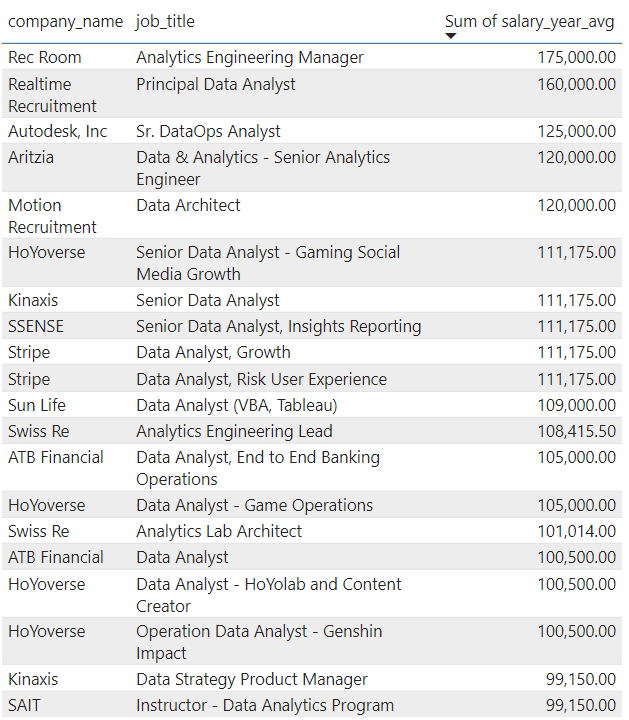 company_name job_title Sum of salary_year_avg
Rec Room Analytics Engineering Manager 175,000.00
Realtime Principal Data Analyst 160,000.00
Recruitment
Autodesk, Inc Sr. DataOps Analyst 125,000.00
Aritzia Data & Analytics - Senior Analytics 120,000.00
Engineer
Motion Data Architect 120,000.00
Recruitment
HoYoverse Senior Data Analyst - Gaming Social 111,175.00
Media Growth
Kinaxis Senior Data Analyst 111,175.00
SSENSE Senior Data Analyst, Insights Reporting 111,175.00
Stripe Data Analyst, Growth 111,175.00
Stripe Data Analyst, Risk User Experience 111,175.00
Sun Life Data Analyst (VBA, Tableau) 109,000.00
Swiss Re Analytics Engineering Lead 108,415.50
ATB Financial Data Analyst, End to End Banking 105,000.00
Operations
HoYoverse Data Analyst - Game Operations 105,000.00
Swiss Re Analytics Lab Architect 101,014.00
ATB Financial Data Analyst 100,500.00
HoYoverse Data Analyst - HoYolab and Content 100,500.00
Creator
HoYoverse Operation Data Analyst - Genshin 100,500.00
Impact
Kinaxis Data Strategy Product Manager 99,150.00
SAIT Instructor - Data Analytics Program 99,150.00